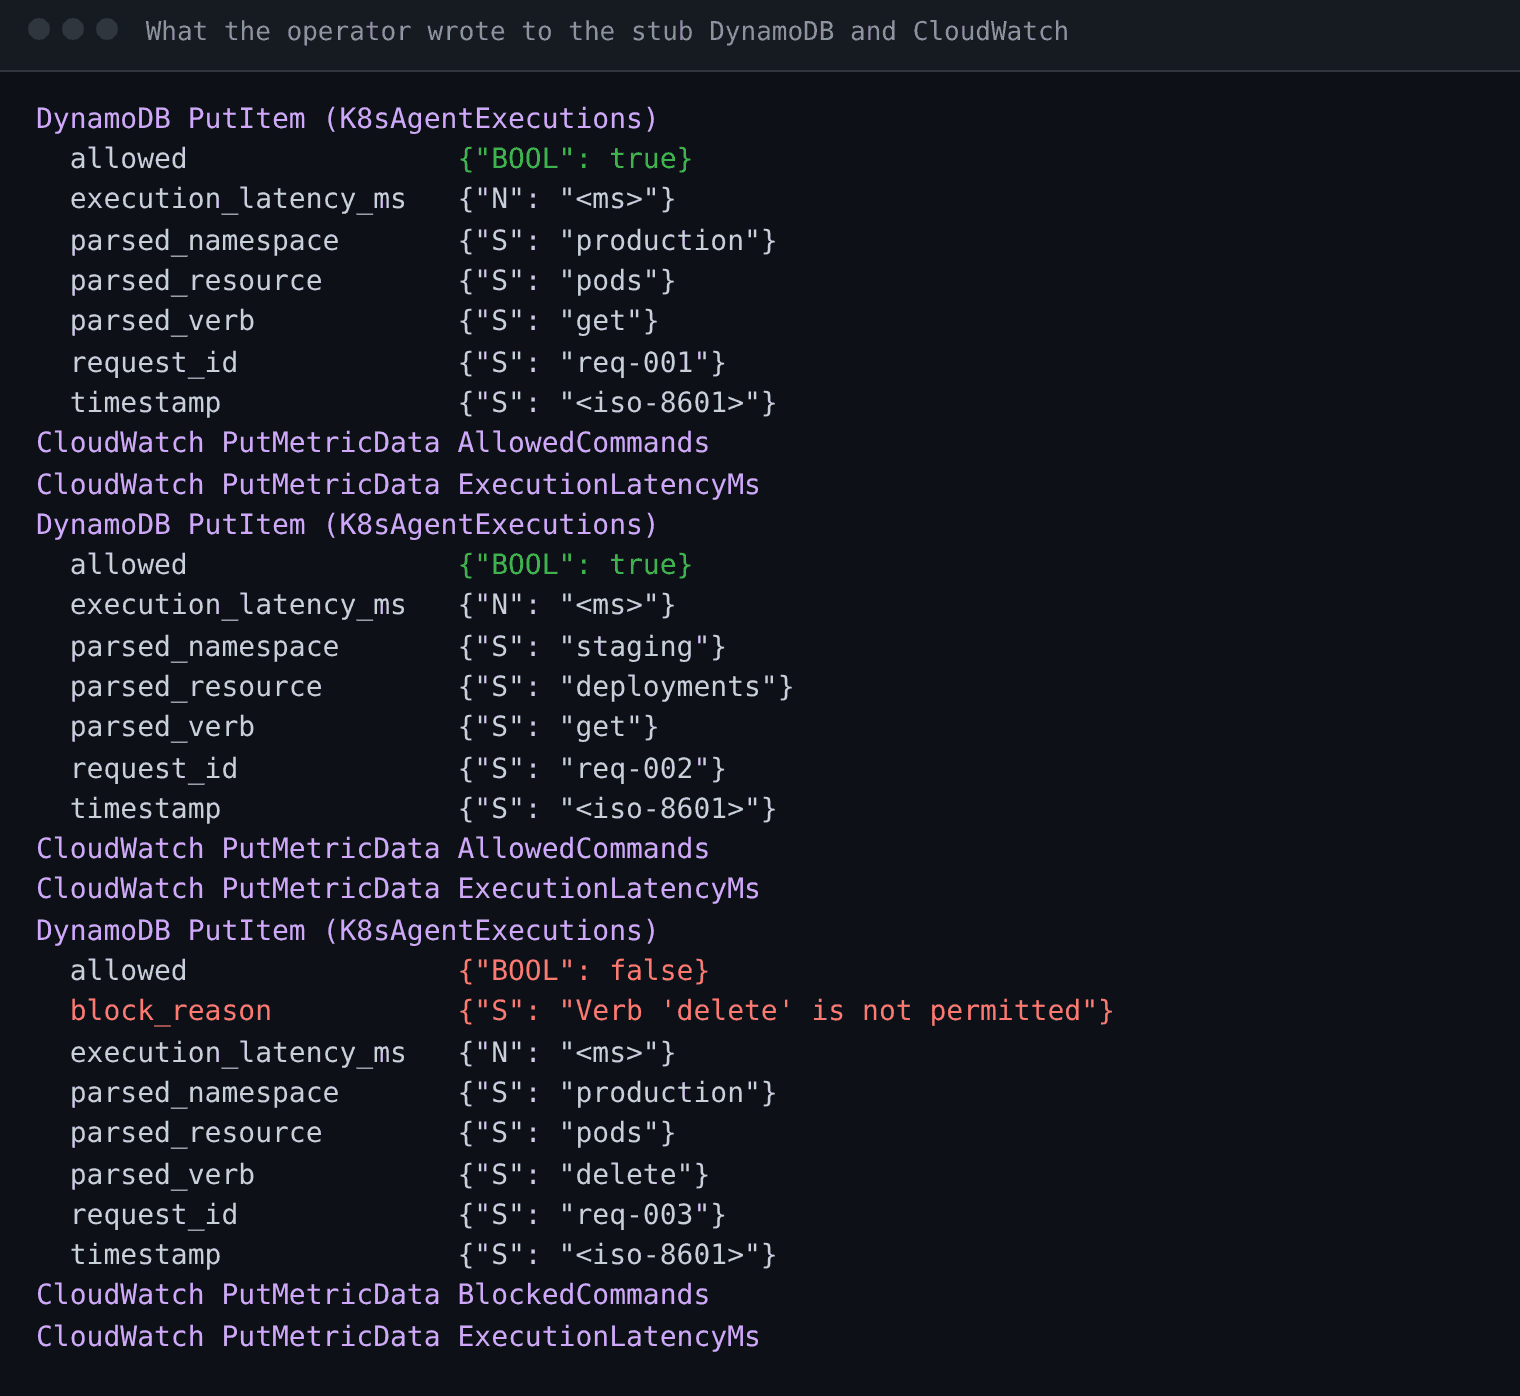 What the operator wrote to the stub DynamoDB and CloudWatch
DynamoDB PutItem (K8sAgentExecutions)
allowed {"BOOL": true}
execution_latency_ms {"N": "<ms>"}
parsed_namespace {"S": "production"}
parsed_resource {"S": "pods"}
parsed_verb {"S": "get"}
request_id {"S": "req-001"}
timestamp {"S": "<iso-8601>"}
CloudWatch PutMetricData AllowedCommands
CloudWatch PutMetricData ExecutionLatencyMs
DynamoDB PutItem (K8sAgentExecutions)
allowed {"BOOL": true}
execution_latency_ms {"N": "<ms>"}
parsed_namespace {"S": "staging"}
parsed_resource {"S": "deployments"}
parsed_verb {"S": "get"}
request_id {"S": "req-002"}
timestamp {"S": "<iso-8601>"}
CloudWatch PutMetricData AllowedCommands
CloudWatch PutMetricData ExecutionLatencyMs
DynamoDB PutItem (K8sAgentExecutions)
allowed {"BOOL": false}
block_reason {"S": "Verb 'delete' is not permitted"}
execution_latency_ms {"N": "<ms>"}
parsed_namespace {"S": "production"}
parsed_resource {"S": "pods"}
parsed_verb {"S": "delete"}
request_id {"S": "req-003"}
timestamp {"S": "<iso-8601>"}
CloudWatch PutMetricData BlockedCommands
CloudWatch PutMetricData ExecutionLatencyMs